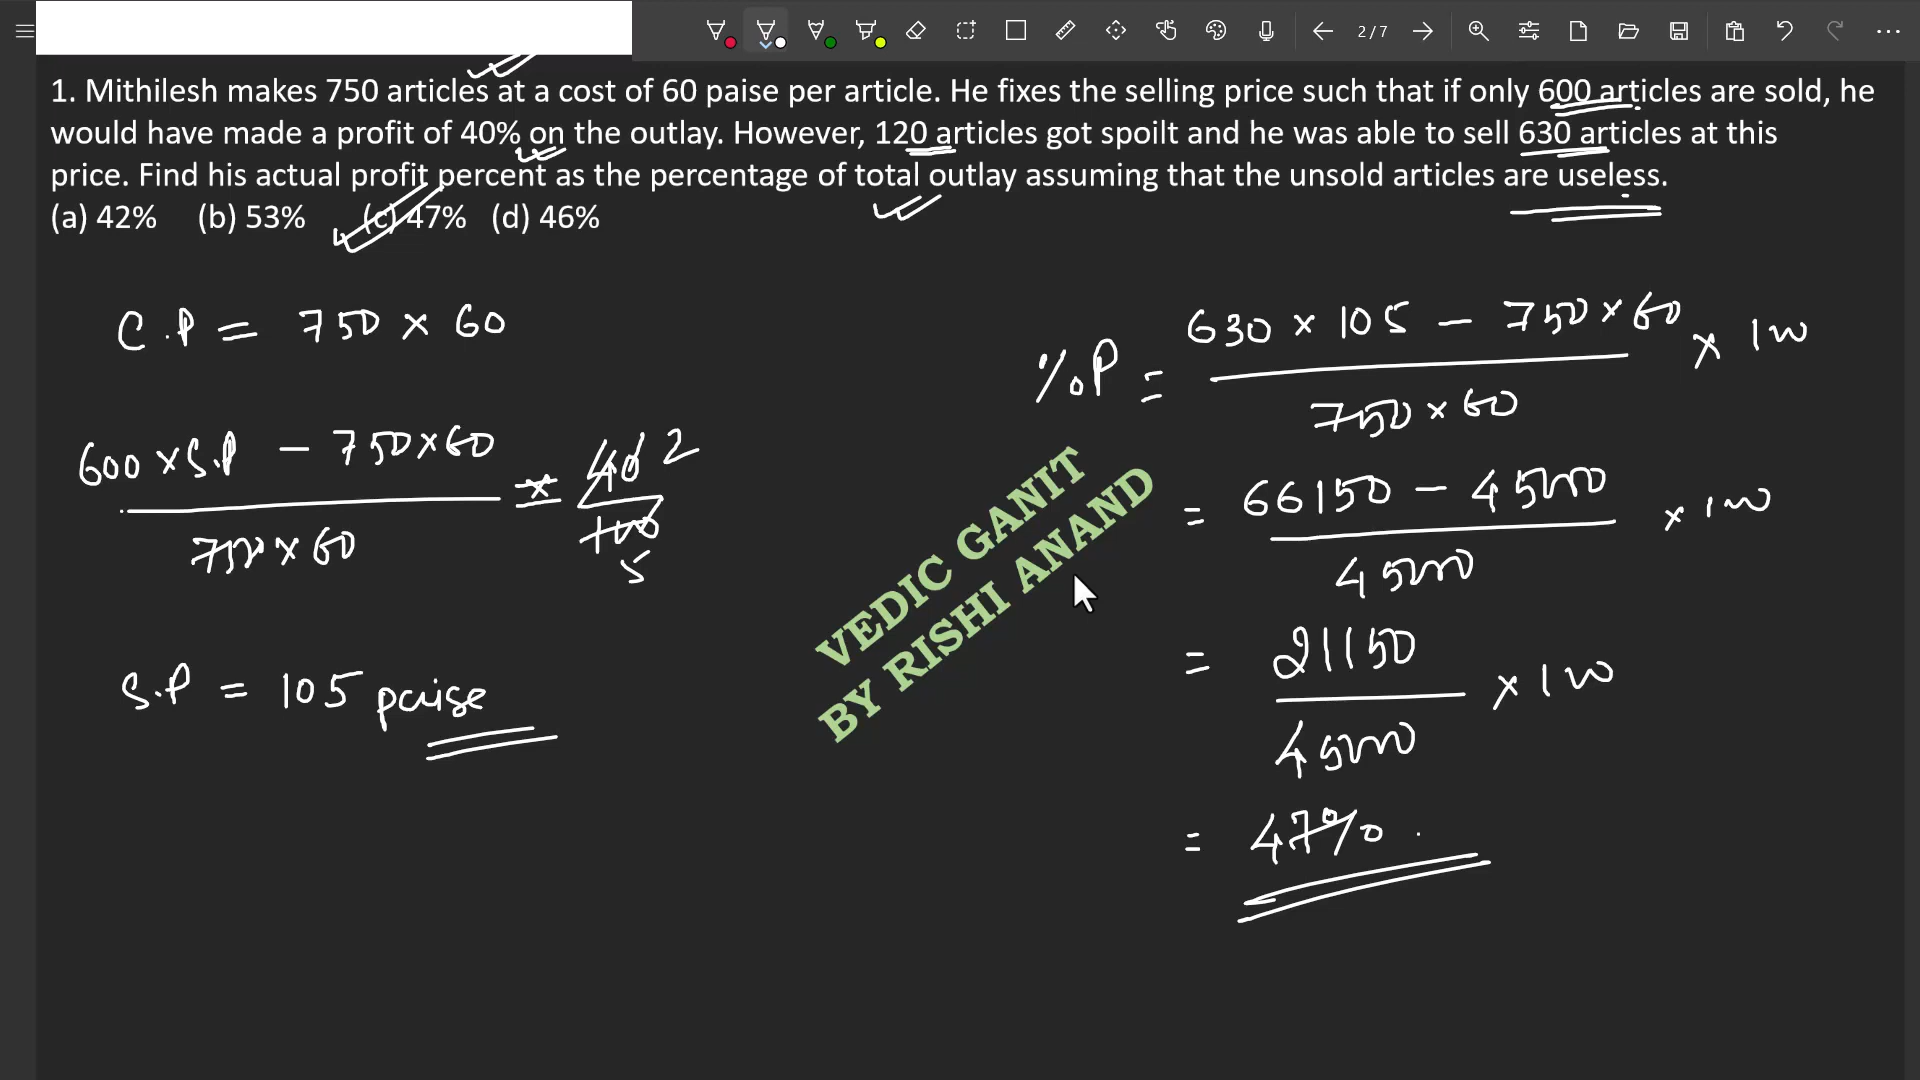 2/7
1. Mithilesh makes 750 articles at a cost of 60 paise per article. He fixes the selling price such that if only 600 articles are sold, he
would have made a profit of 40% on the outlay. However, 120 articles got spoilt and he was able to sell 630 articles at this
price. Find his actual profit percent as the percentage of total outlay assuming that the unsold articles are useless.
(a) 42% (b) 53% (c) 47% (d) 46%
C.P = 750 × 60
600 × S.P - 750×60
750×60
= 40 2
100
5
S.P = 105 paise
VEDIC GANIT
BY RISHI ANAND
%P = 630 × 105 - 750×60 × 100
750 × 60
= 66150 - 45000 × 100
45000
= 21150 × 100
45000
= 47%